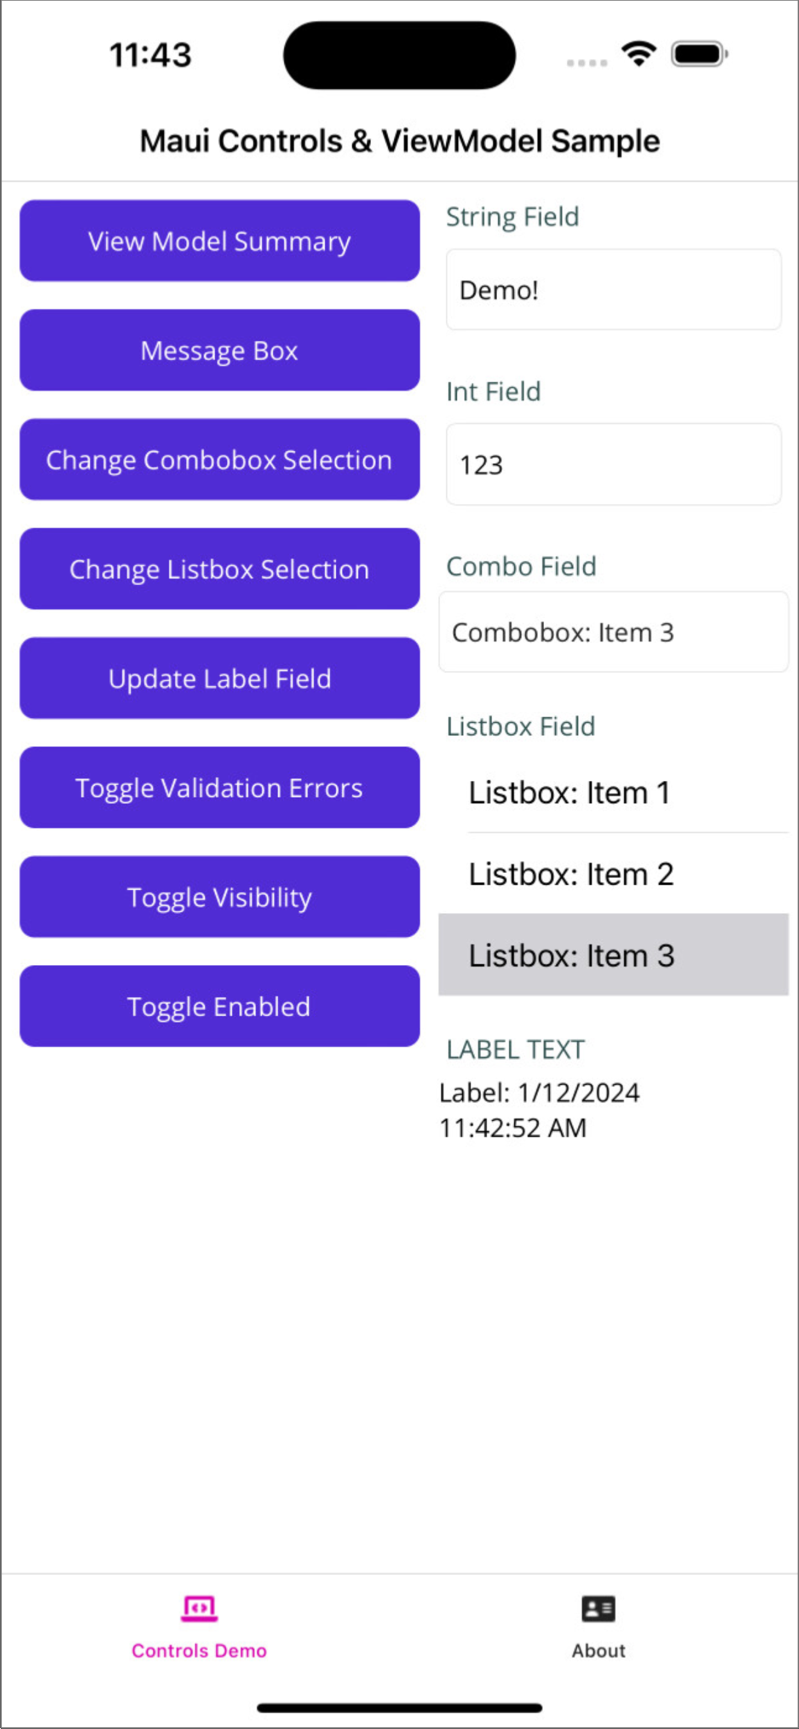 11:43
Maui Controls & ViewModel Sample
View Model Summary
Message Box
Change Combobox Selection
Change Listbox Selection
Update Label Field
Toggle Validation Errors
Toggle Visibility
Toggle Enabled
String Field
Demo!
Int Field
123
Combo Field
Combobox: Item 3
Listbox Field
Listbox: Item 1
Listbox: Item 2
Listbox: Item 3
LABEL TEXT
Label: 1/12/2024
11:42:52 AM
Controls Demo
About